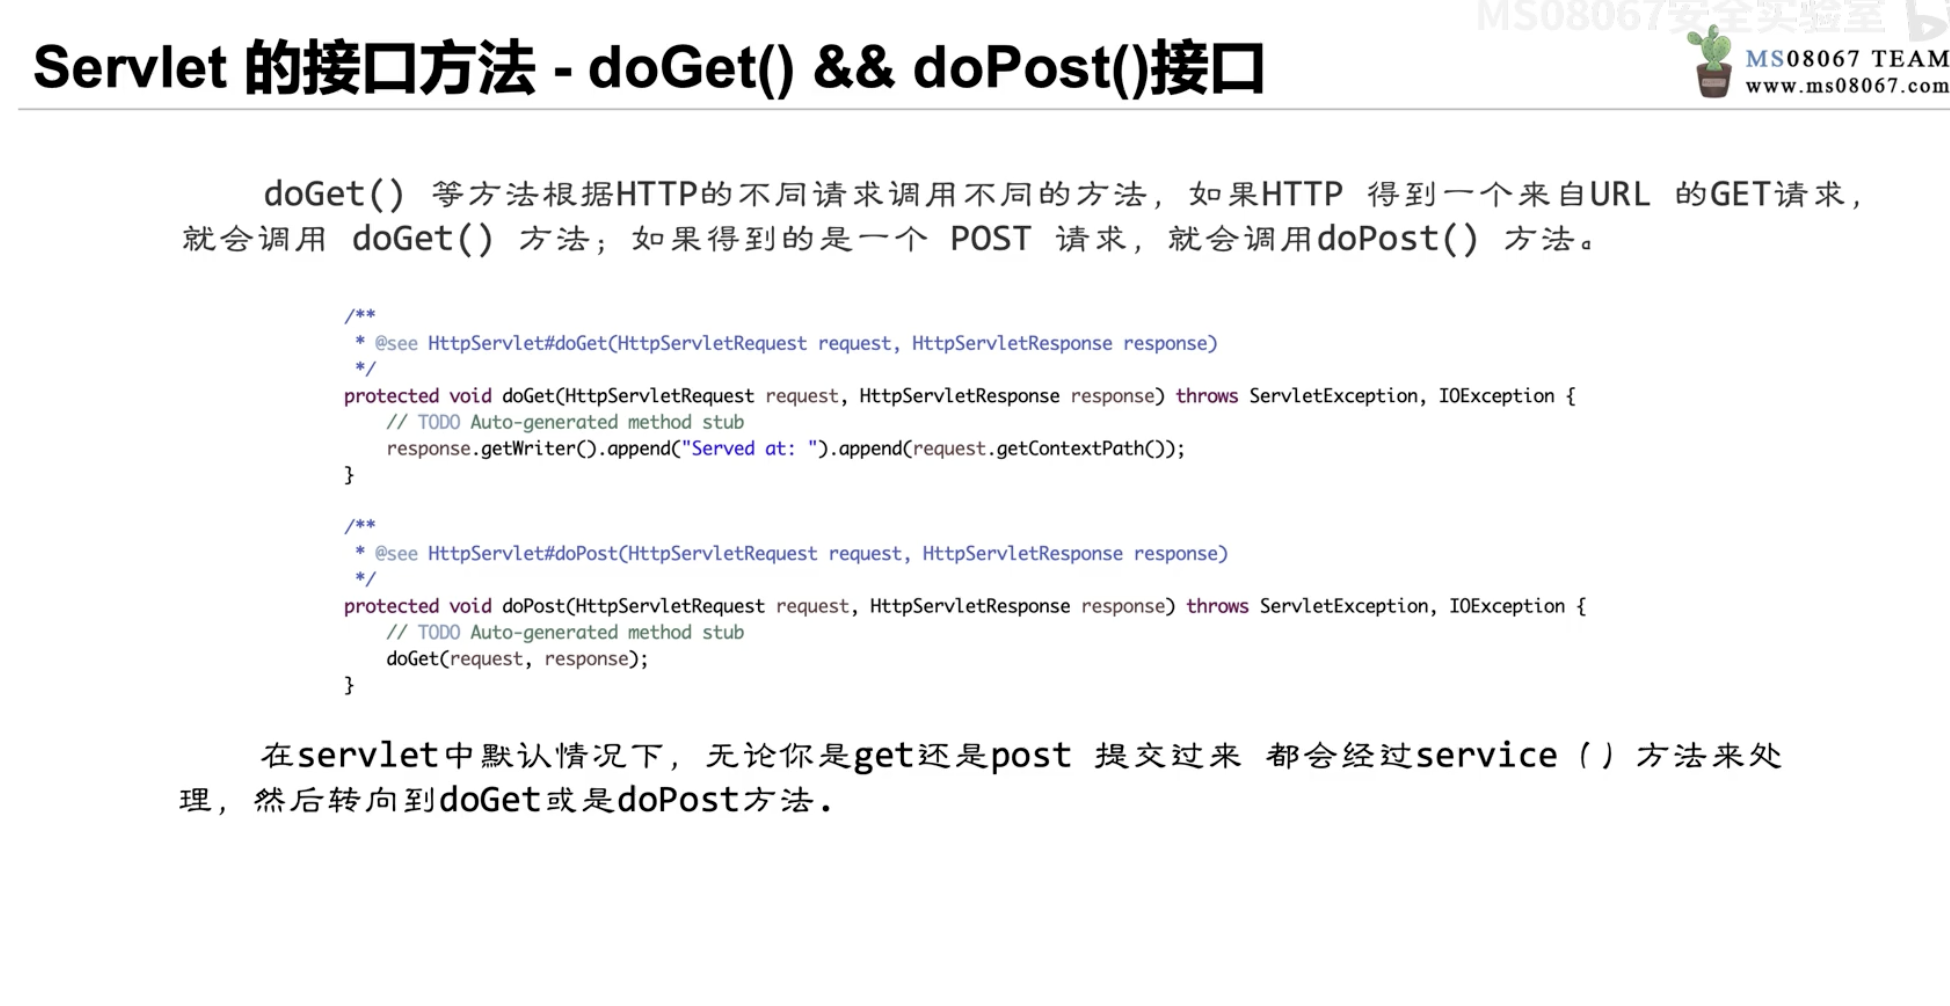 MS08067安全实验室
Servlet 的接口方法 - doGet() && doPost()接口
MS08067 TEAM
www.ms08067.com
doGet() 等方法根据HTTP的不同请求调用不同的方法，如果HTTP 得到一个来自URL 的GET请求，
就会调用 doGet() 方法；如果得到的是一个 POST 请求，就会调用doPost() 方法。
/**
* @see HttpServlet#doGet(HttpServletRequest request, HttpServletResponse response)
*/
protected void doGet(HttpServletRequest request, HttpServletResponse response) throws ServletException, IOException {
// TODO Auto-generated method stub
response.getWriter().append("Served at: ").append(request.getContextPath());
}
/**
* @see HttpServlet#doPost(HttpServletRequest request, HttpServletResponse response)
*/
protected void doPost(HttpServletRequest request, HttpServletResponse response) throws ServletException, IOException {
// TODO Auto-generated method stub
doGet(request, response);
}
在servlet中默认情况下，无论你是get还是post 提交过来 都会经过service（）方法来处
理，然后转向到doGet或是doPost方法.